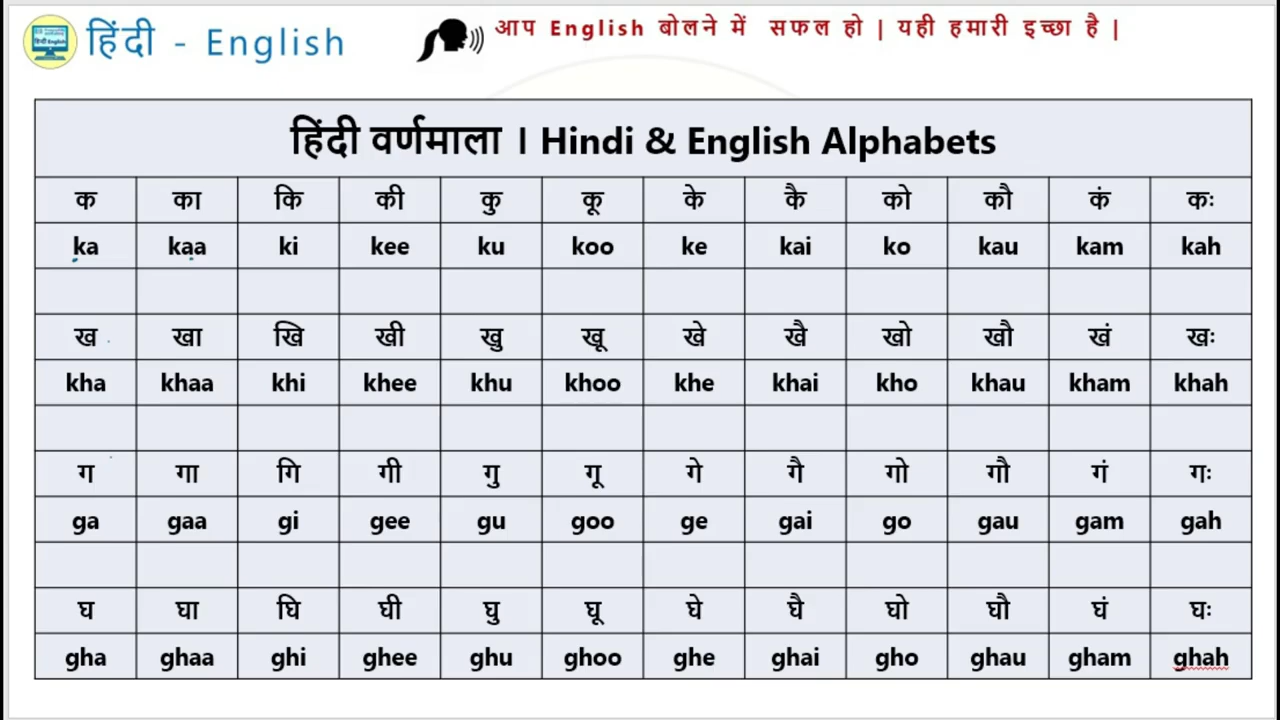 हिंदी - English
आप English बोलने में सफल हो | यही हमारी इच्छा है |
हिंदी वर्णमाला । Hindi & English Alphabets
क का कि की कु कू के कै को कौ कं कः
ka kaa ki kee ku koo ke kai ko kau kam kah
ख खा खि खी खु खू खे खै खो खौ खं खः
kha khaa khi khee khu khoo khe khai kho khau kham khah
ग गा गि गी गु गू गे गै गो गौ गं गः
ga gaa gi gee gu goo ge gai go gau gam gah
घ घा घि घी घु घू घे घै घो घौ घं घः
gha ghaa ghi ghee ghu ghoo ghe ghai gho ghau gham ghah